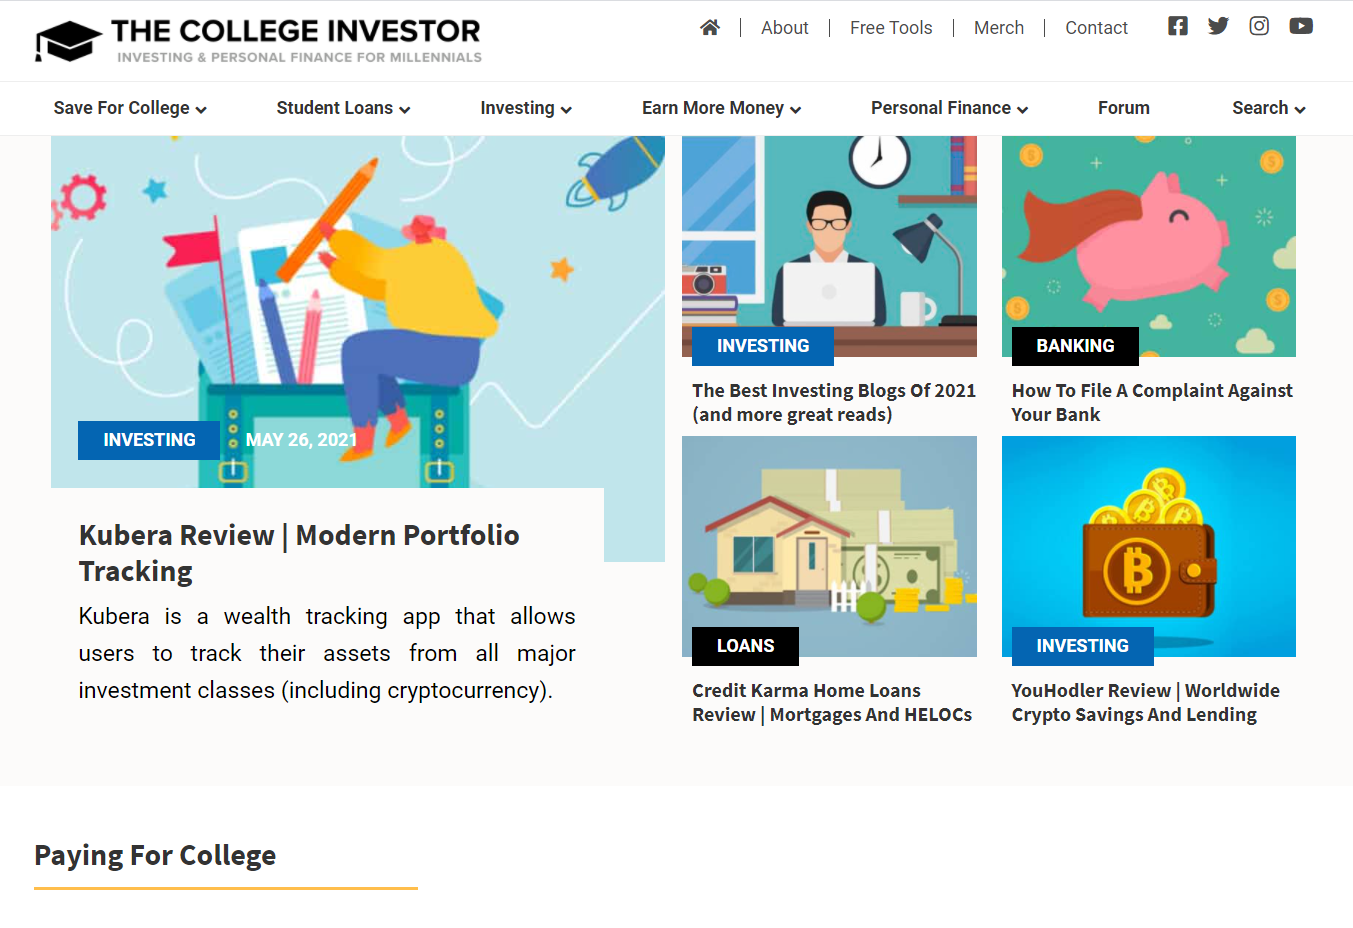 THE COLLEGE INVESTOR
INVESTING & PERSONAL FINANCE FOR MILLENNIALS
About
Free Tools
Merch
Contact
Save For College
Student Loans
Investing
Earn More Money
Personal Finance
Forum
Search
INVESTING
MAY 26, 2021
Kubera Review | Modern Portfolio
Tracking
Kubera is a wealth tracking app that allows
users to track their assets from all major
investment classes (including cryptocurrency).
INVESTING
The Best Investing Blogs Of 2021
(and more great reads)
BANKING
How To File A Complaint Against
Your Bank
LOANS
Credit Karma Home Loans
Review | Mortgages And HELOCs
INVESTING
YouHodler Review | Worldwide
Crypto Savings And Lending
Paying For College